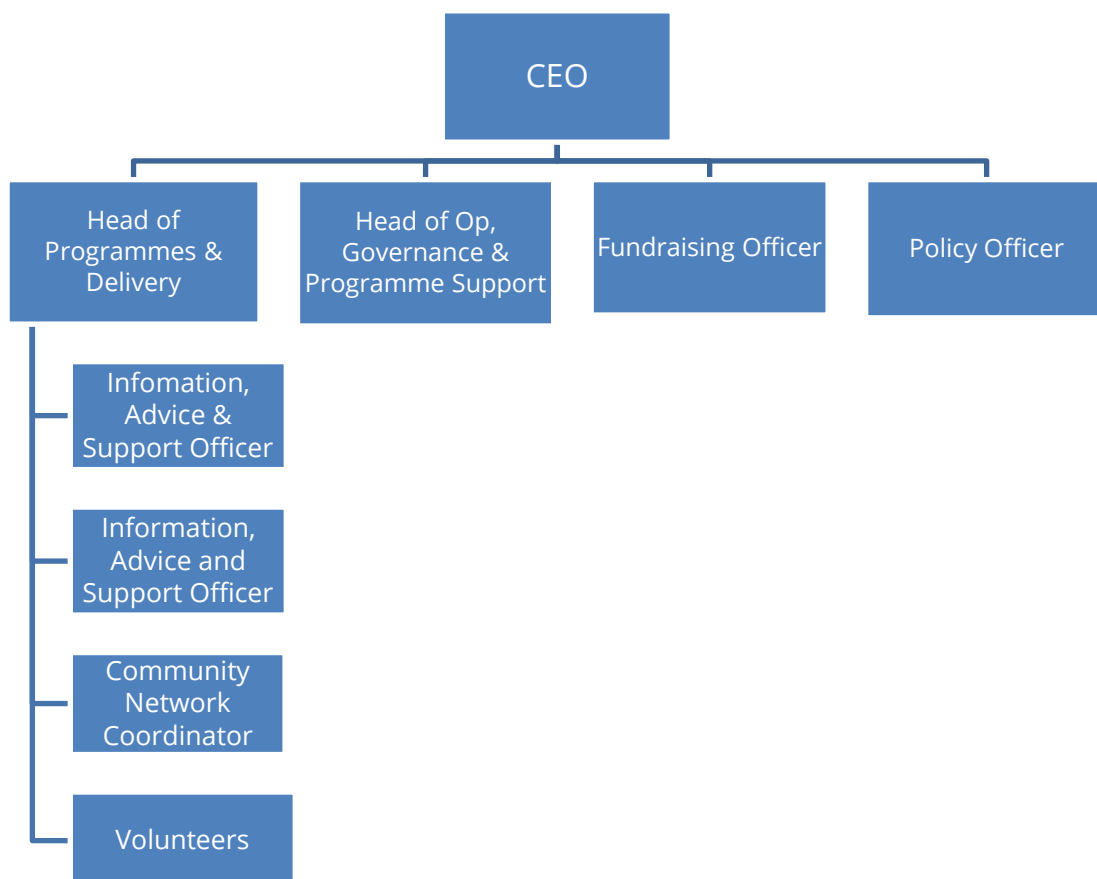 CEO
Head of
Programmes &
Delivery
Head of Op,
Governance &
Programme Support
Fundraising Officer
Policy Officer
Infomation,
Advice &
Support Officer
Information,
Advice and
Support Officer
Community
Network
Coordinator
Volunteers